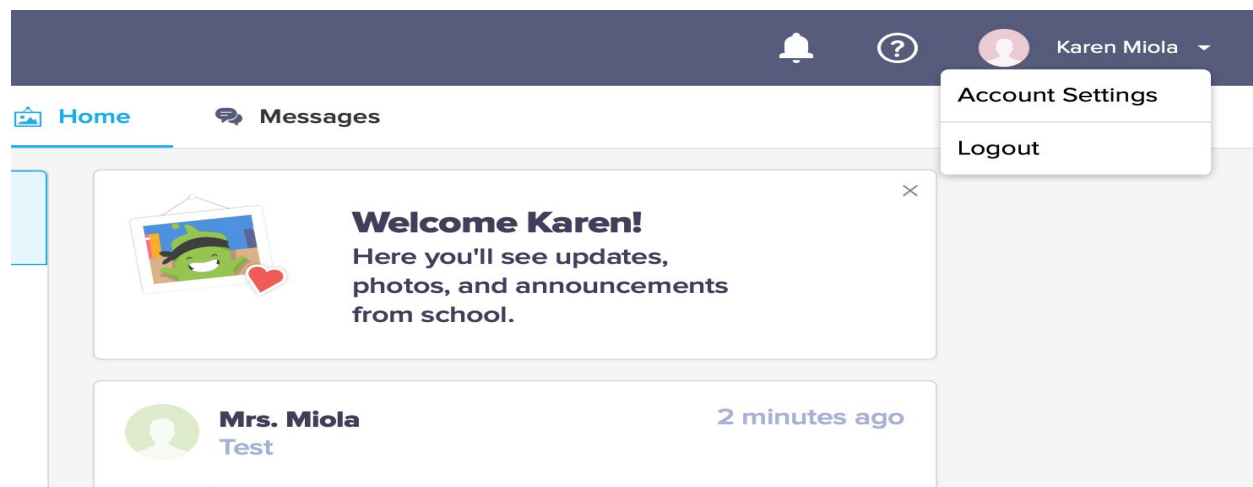 Karen Miola
Account Settings
Logout
Home
Messages
Welcome Karen!
Here you'll see updates,
photos, and announcements
from school.
Mrs. Miola
2 minutes ago
Test